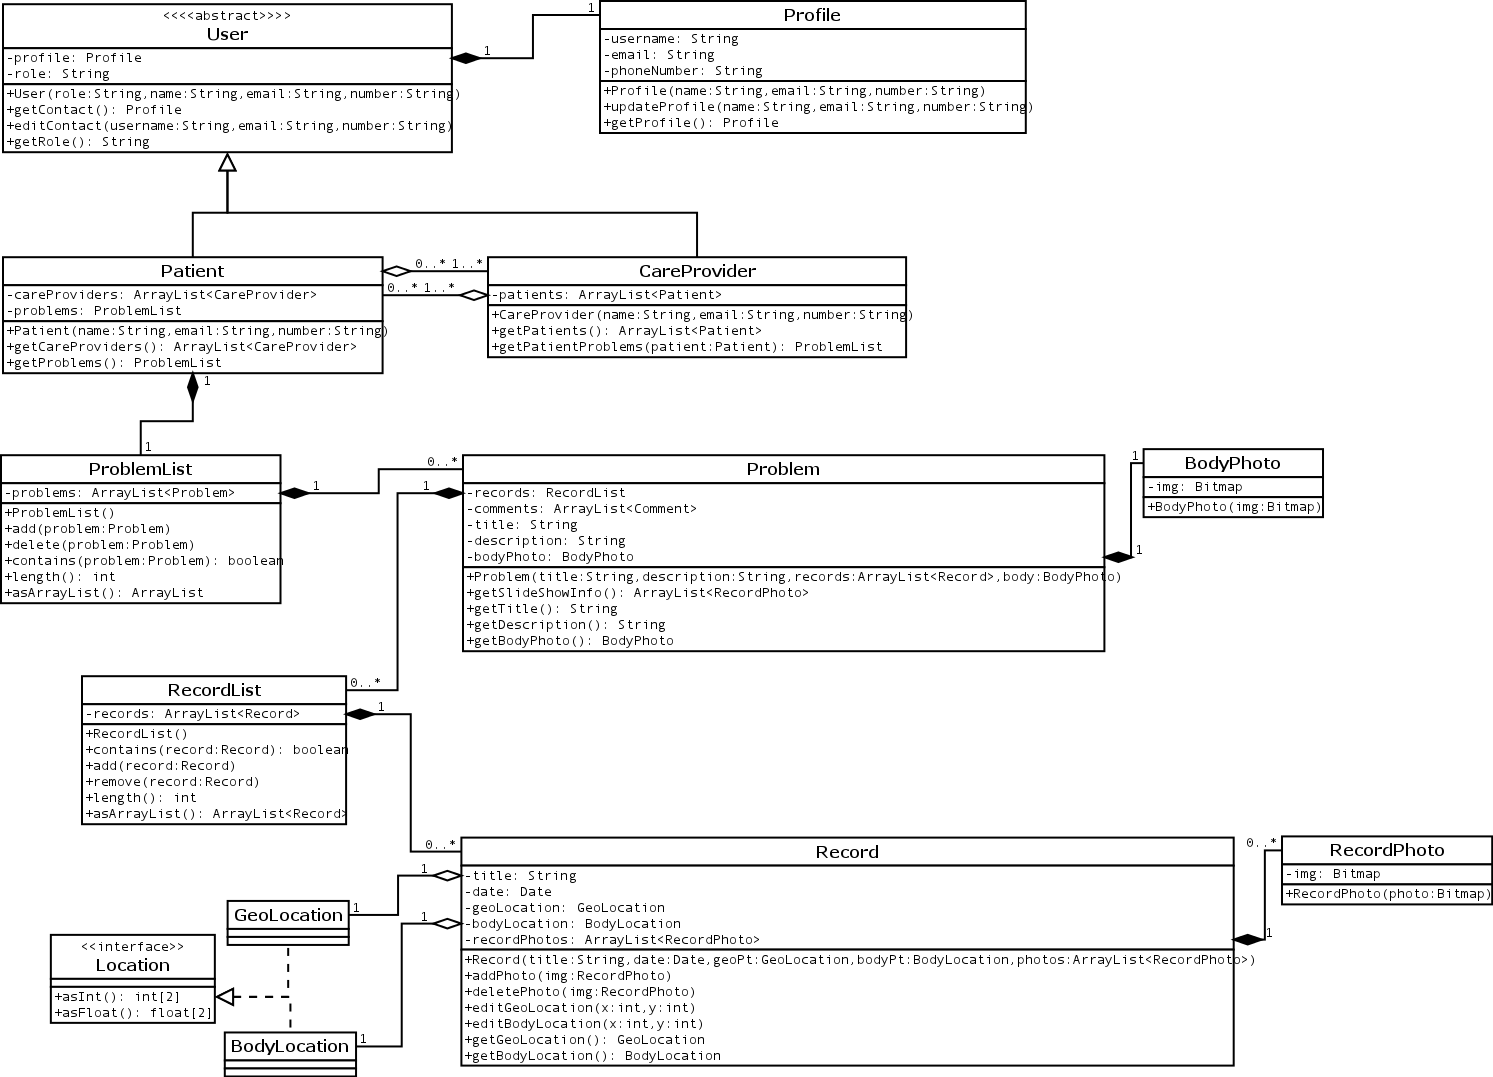 <<<<abstract>>>>
User
-profile: Profile
-role: String
+User(role:String,name:String,email:String,number:String)
+getContact(): Profile
+editContact(username:String,email:String,number:String)
+getRole(): String
1
1
Profile
-username: String
-email: String
-phoneNumber: String
+Profile(name:String,email:String,number:String)
+updateProfile(name:String,email:String,number:String)
+getProfile(): Profile
Patient
-careProviders: ArrayList<CareProvider>
-problems: ProblemList
+Patient(name:String,email:String,number:String)
+getCareProviders(): ArrayList<CareProvider>
+getProblems(): ProblemList
0..* 1..*
0..* 1..*
CareProvider
-patients: ArrayList<Patient>
+CareProvider(name:String,email:String,number:String)
+getPatients(): ArrayList<Patient>
+getPatientProblems(patient:Patient): ProblemList
1
1
ProblemList
-problems: ArrayList<Problem>
+ProblemList()
+add(problem:Problem)
+delete(problem:Problem)
+contains(problem:Problem): boolean
+length(): int
+asArrayList(): ArrayList
1
0..*
1
Problem
-records: RecordList
-comments: ArrayList<Comment>
-title: String
-description: String
-bodyPhoto: BodyPhoto
+Problem(title:String,description:String,records:ArrayList<Record>,body:BodyPhoto)
+getSlideShowInfo(): ArrayList<RecordPhoto>
+getTitle(): String
+getDescription(): String
+getBodyPhoto(): BodyPhoto
1
1
BodyPhoto
-img: Bitmap
+BodyPhoto(img:Bitmap)
RecordList
-records: ArrayList<Record>
+RecordList()
+contains(record:Record): boolean
+add(record:Record)
+remove(record:Record)
+length(): int
+asArrayList(): ArrayList<Record>
0..*
1
0..*
Record
-title: String
-date: Date
-geoLocation: GeoLocation
-bodyLocation: BodyLocation
-recordPhotos: ArrayList<RecordPhoto>
+Record(title:String,date:Date,geoPt:GeoLocation,bodyPt:BodyLocation,photos:ArrayList<RecordPhoto>)
+addPhoto(img:RecordPhoto)
+deletePhoto(img:RecordPhoto)
+editGeoLocation(x:int,y:int)
+editBodyLocation(x:int,y:int)
+getGeoLocation(): GeoLocation
+getBodyLocation(): BodyLocation
0..*
1
RecordPhoto
-img: Bitmap
+RecordPhoto(photo:Bitmap)
1
1
GeoLocation
1
<<interface>>
Location
+asInt(): int[2]
+asFloat(): float[2]
BodyLocation
1